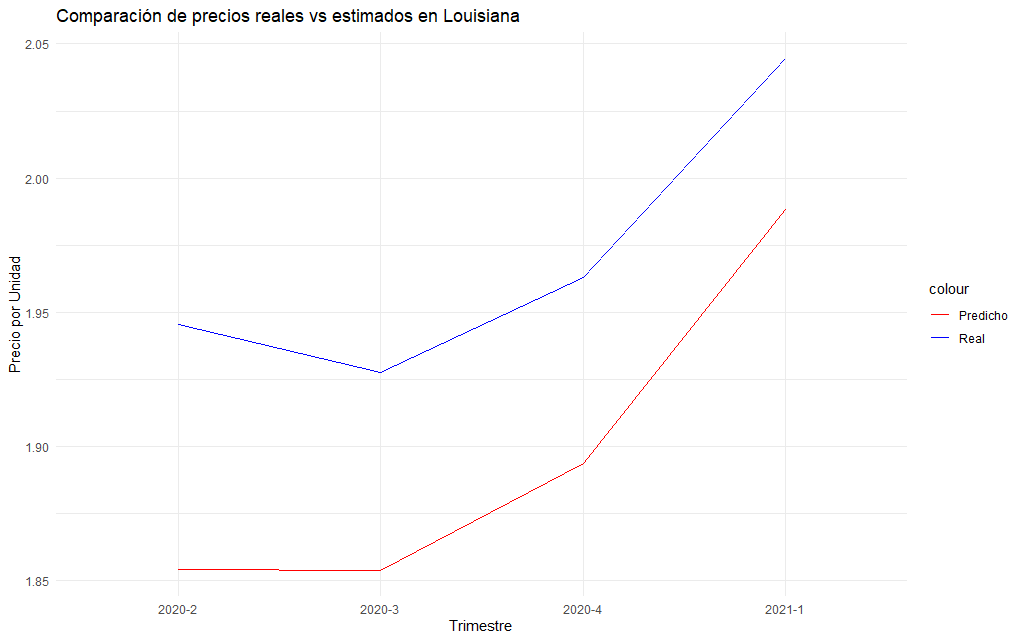 Comparación de precios reales vs estimados en Louisiana
2.05
2.00
1.95
1.90
1.85
Precio por Unidad
2020-2
2020-3
2020-4
2021-1
Trimestre
colour
Predicho
Real